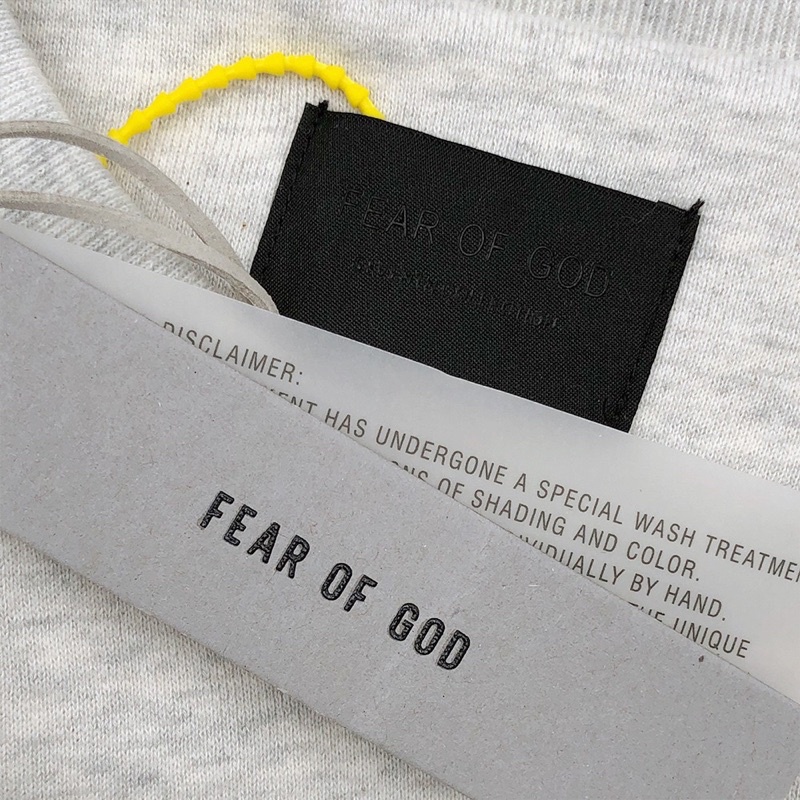 FEAR OF GOD
DISCLAIMER:
HAS UNDERGONE A SPECIAL WASH TREATMEN
OF SHADING AND COLOR.
BY HAND.
THE UNIQUE
FEAR OF GOD